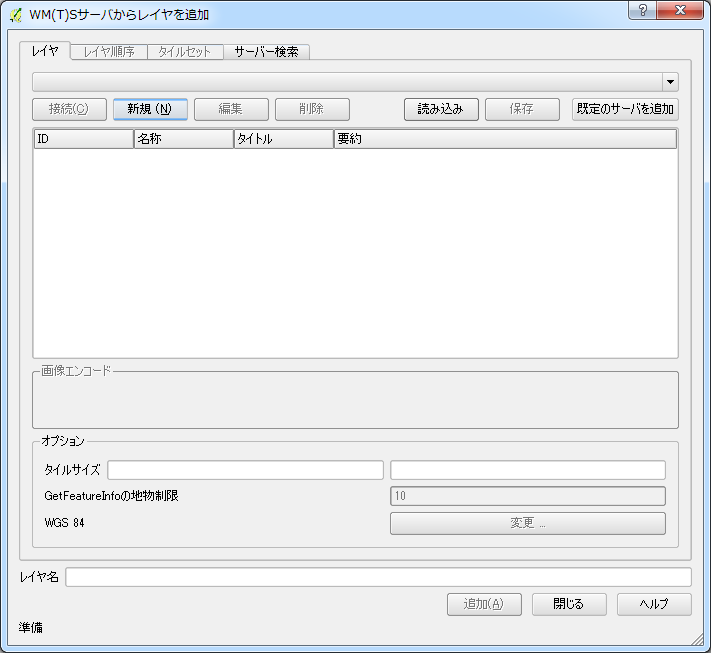 WM(T)Sサーバからレイヤを追加
?
レイヤ レイヤ順序 タイルセット サーバー検索
接続(C) 新規 (N) 編集 削除 読み込み 保存 既定のサーバを追加
ID 名称 タイトル 要約
画像エンコード
オプション
タイルサイズ
GetFeatureInfoの地物制限 10
WGS 84 変更 ...
レイヤ名
追加(A) 閉じる ヘルプ
準備